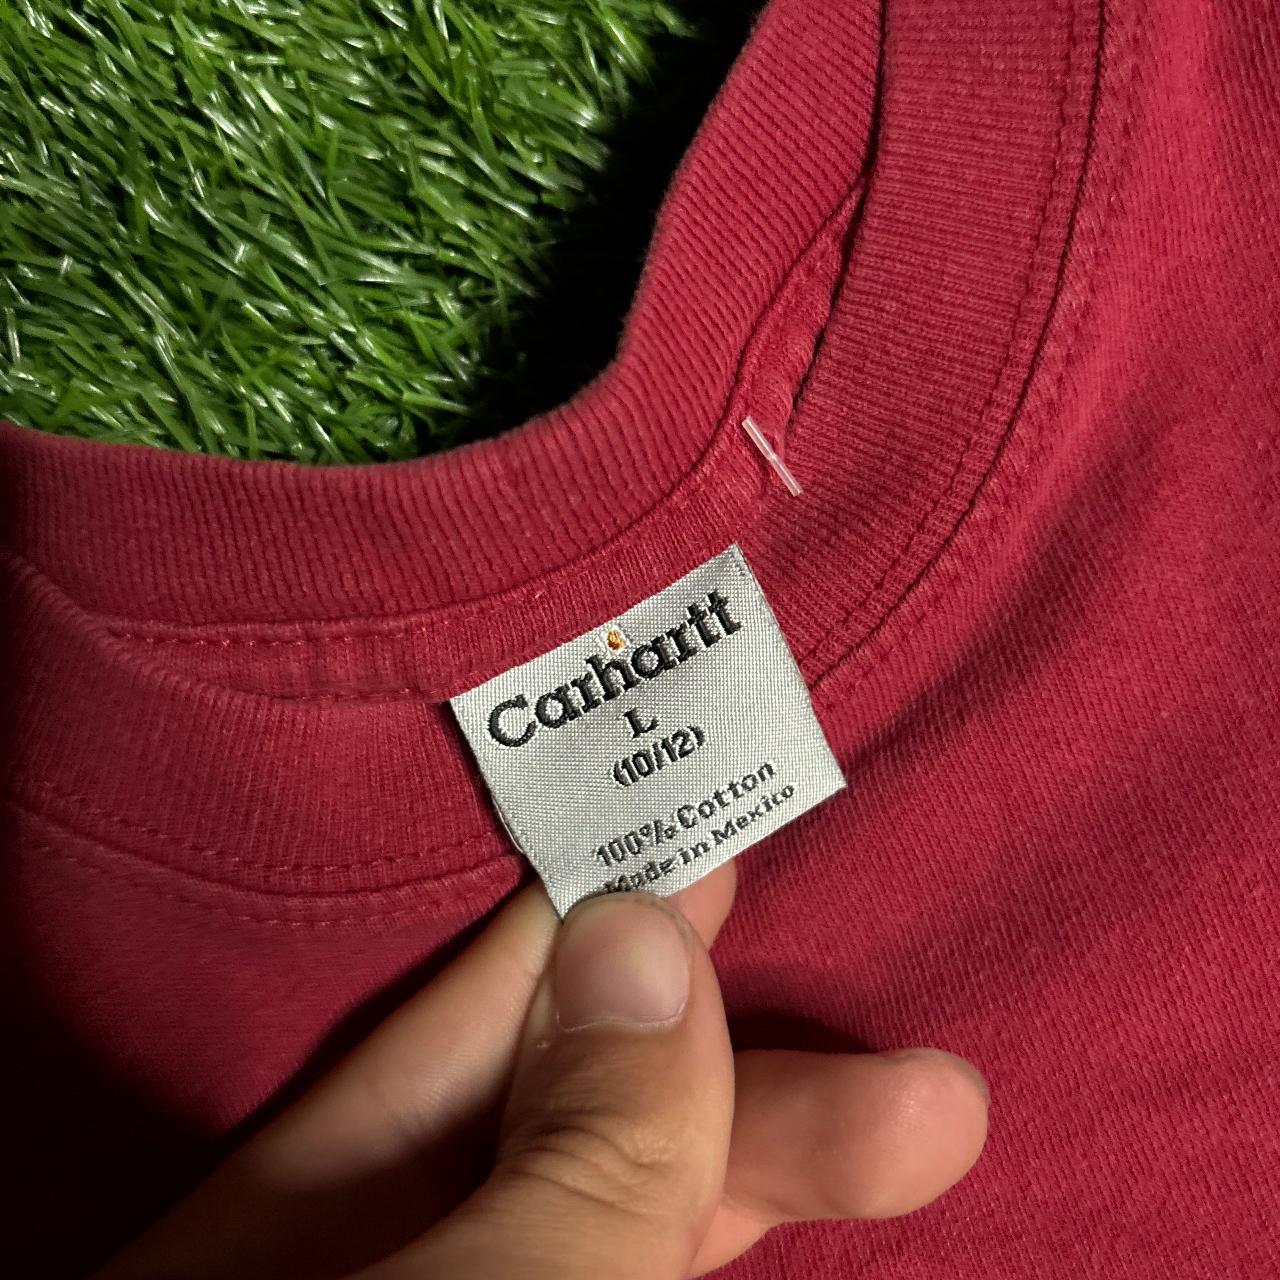 Carhartt
L
(10/12)
100% Cotton
Made in Mexico